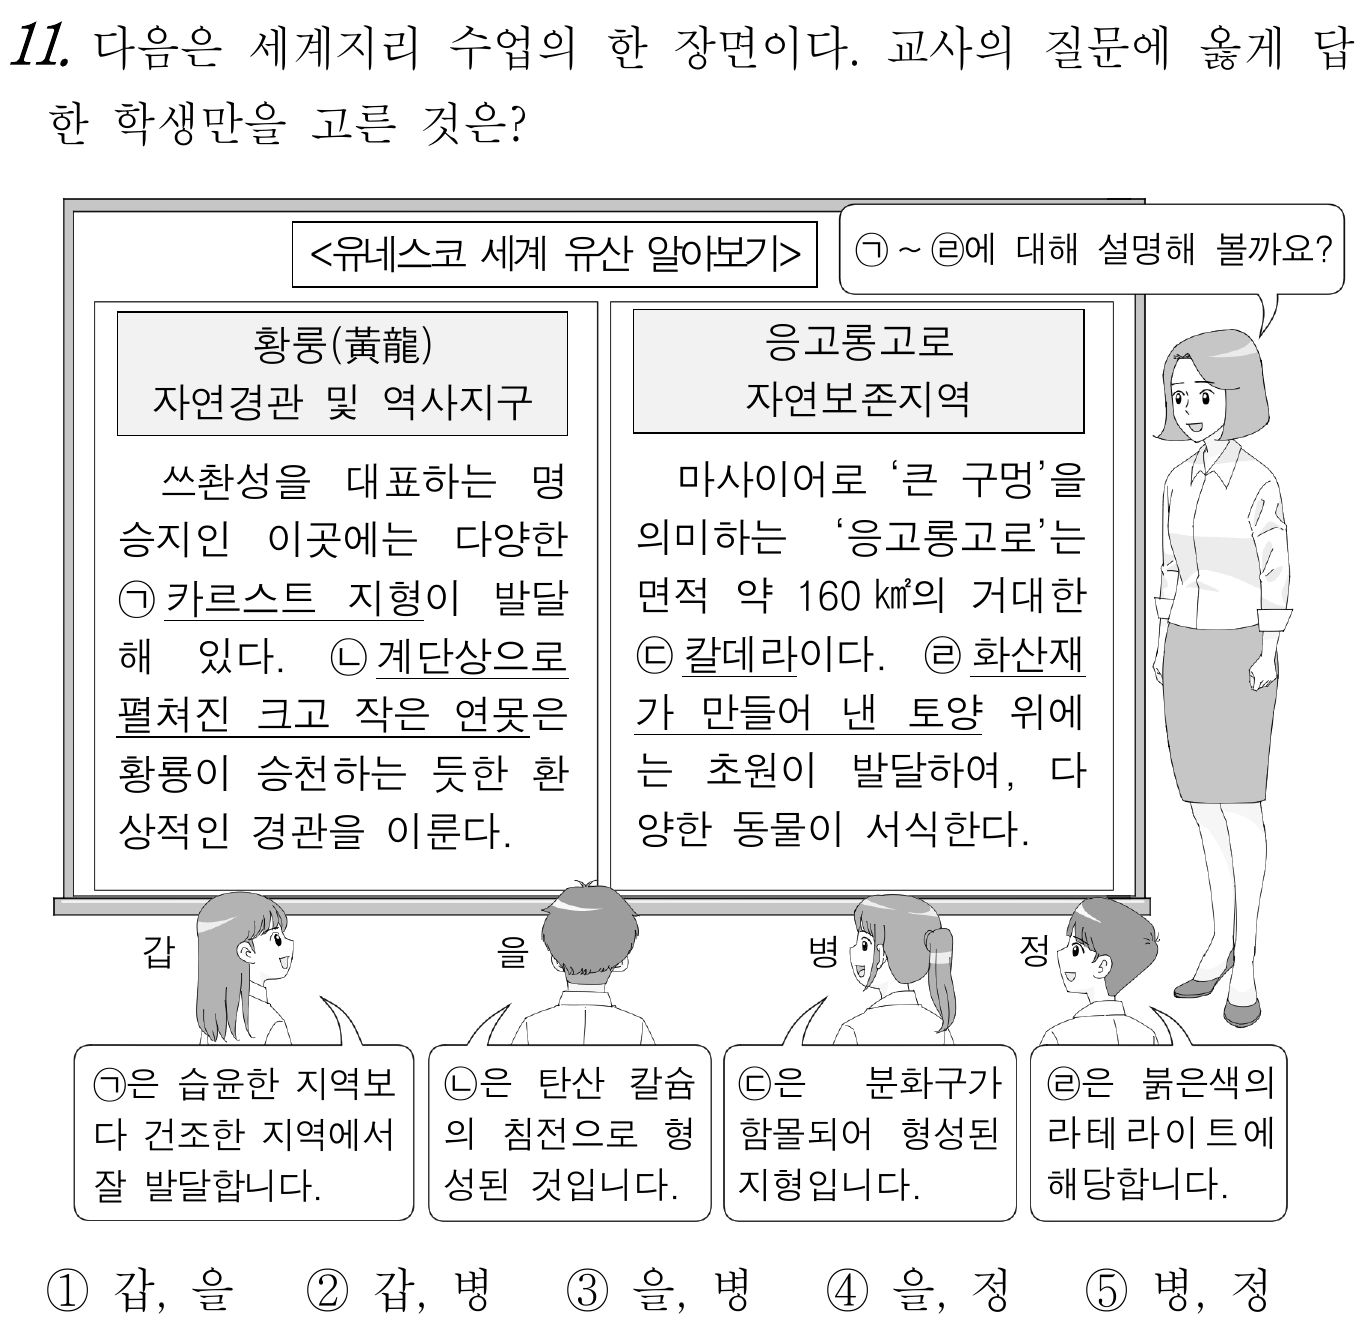 11. 다음은 세계지리 수업의 한 장면이다. 교사의 질문에 옳게 답
한 학생만을 고른 것은?
<유네스코 세계 유산 알아보기>
㉠ ~ ㉣에 대해 설명해 볼까요?
황룽(黃龍)
자연경관 및 역사지구
쓰촨성을 대표하는 명
승지인 이곳에는 다양한
㉠ 카르스트 지형이 발달
해 있다. ㉡ 계단상으로
펼쳐진 크고 작은 연못은
황룡이 승천하는 듯한 환
상적인 경관을 이룬다.
응고롱고로
자연보존지역
마사이어로 ‘큰 구멍’을
의미하는 ‘응고롱고로’는
면적 약 160㎢의 거대한
㉢ 칼데라이다. ㉣ 화산재
가 만들어 낸 토양 위에
는 초원이 발달하여, 다
양한 동물이 서식한다.
갑
㉠은 습윤한 지역보
다 건조한 지역에서
잘 발달합니다.
을
㉡은 탄산 칼슘
의 침전으로 형
성된 것입니다.
병
㉢은 분화구가
함몰되어 형성된
지형입니다.
정
㉣은 붉은색의
라테라이트에
해당합니다.
① 갑, 을 ② 갑, 병 ③ 을, 병 ④ 을, 정 ⑤ 병, 정